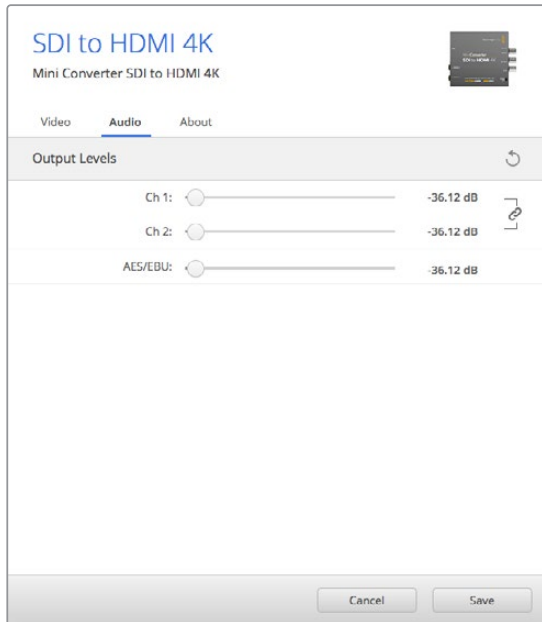 SDI to HDMI 4K
Mini Converter SDI to HDMI 4K
Video Audio About
Output Levels
Ch 1: -36.12 dB
Ch 2: -36.12 dB
AES/EBU: -36.12 dB
Cancel Save